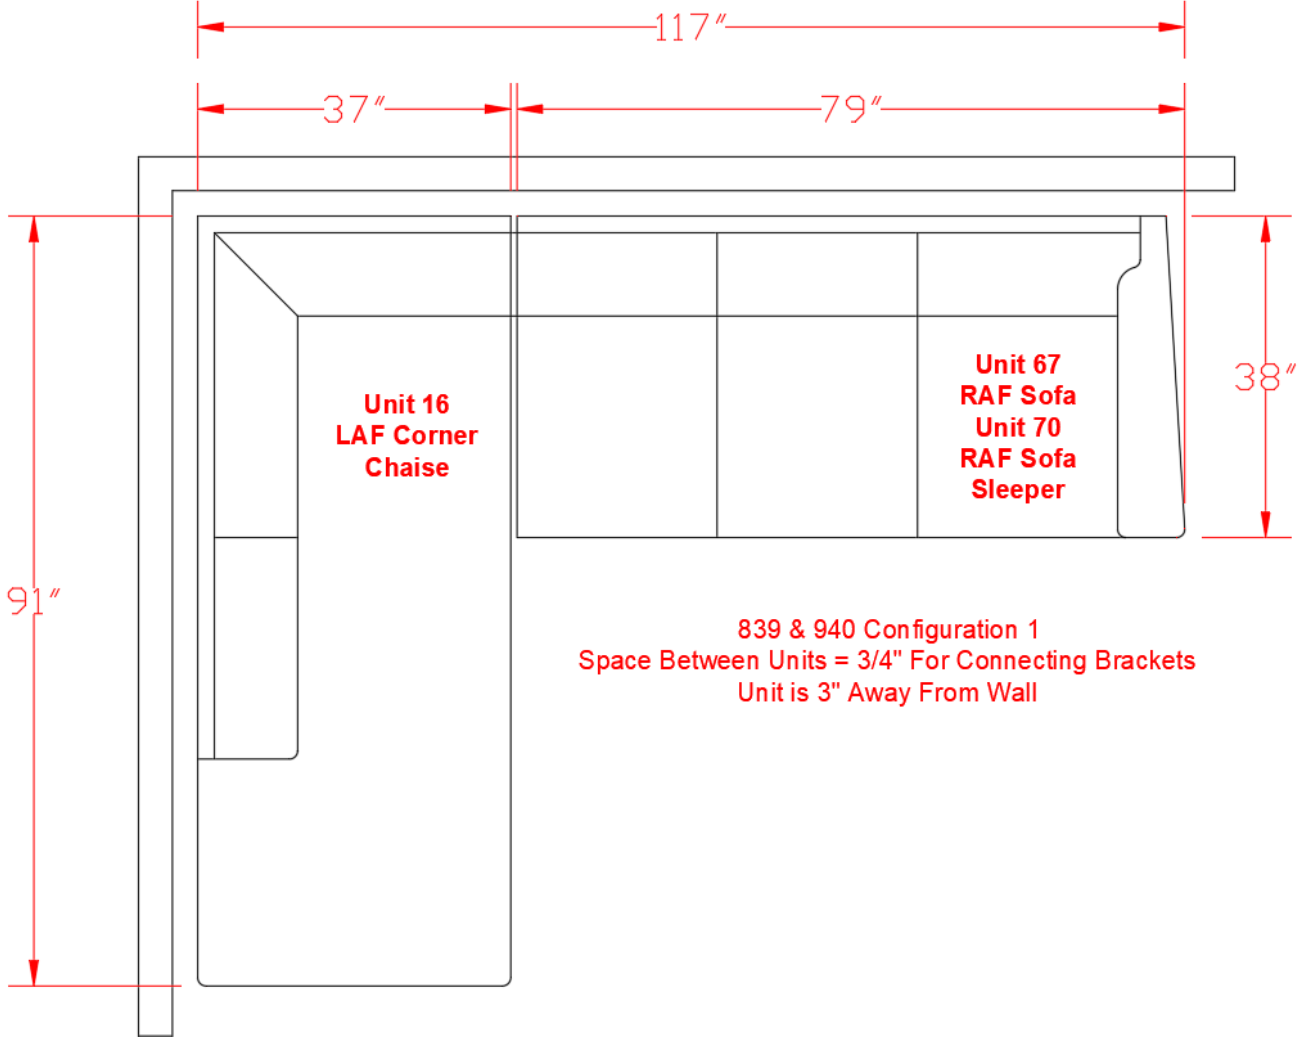 117"
37"
79"
38"
Unit 67
RAF Sofa
Unit 70
RAF Sofa
Sleeper
Unit 16
LAF Corner
Chaise
91"
839 & 940 Configuration 1
Space Between Units = 3/4" For Connecting Brackets
Unit is 3" Away From Wall